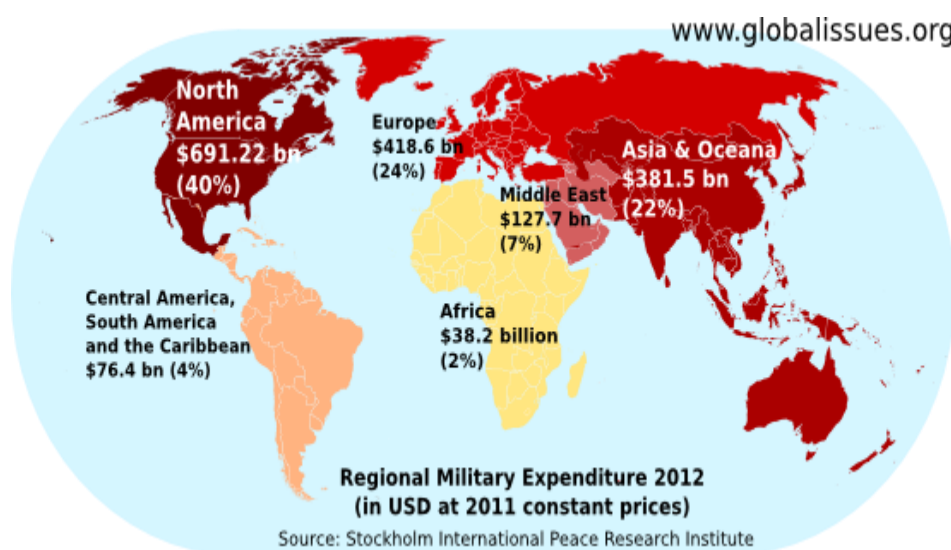 www.globalissues.org
North
America
$691.22 bn
(40%)
Europe
$418.6 bn
(24%)
Asia & Oceana
$381.5 bn
(22%)
Middle East
$127.7 bn
(7%)
Central America,
South America
and the Caribbean
$76.4 bn (4%)
Africa
$38.2 billion
(2%)
Regional Military Expenditure 2012
(in USD at 2011 constant prices)
Source: Stockholm International Peace Research Institute